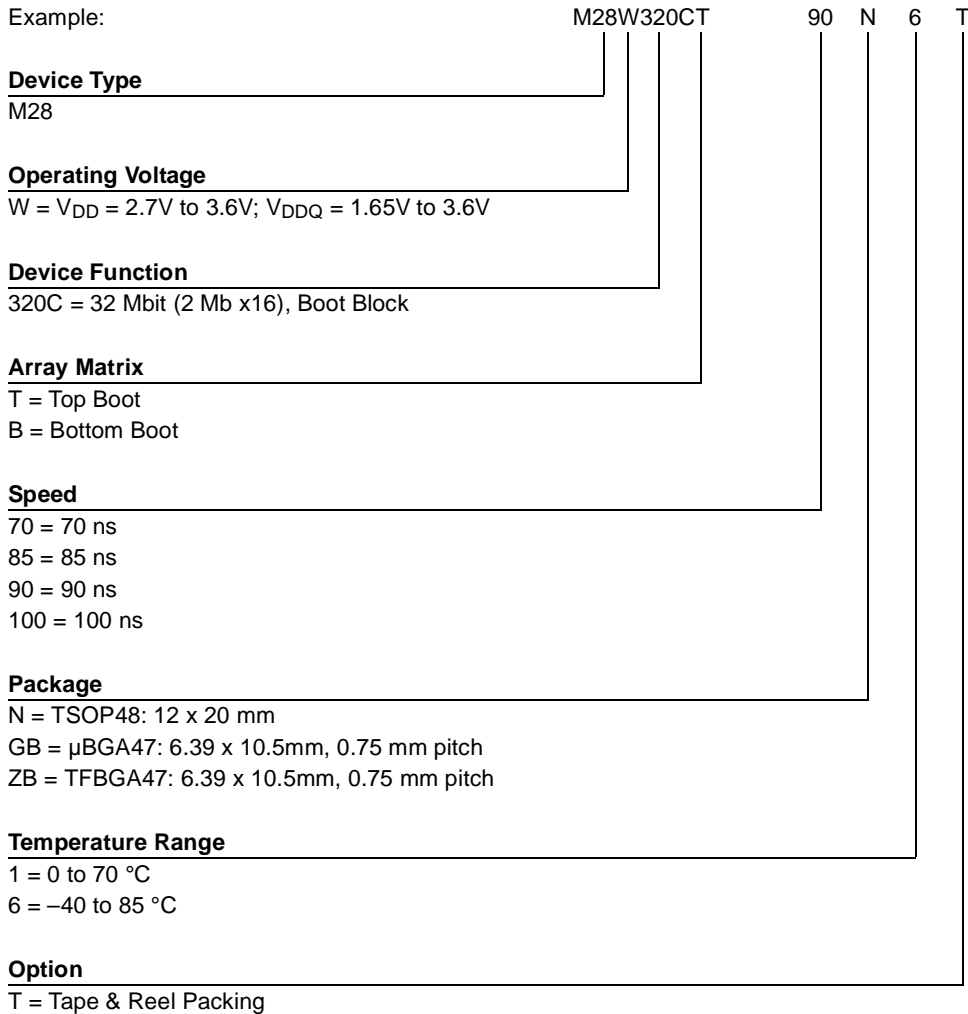 Example: M28W320CT 90 N 6 T
Device Type
M28
Operating Voltage
W = VDD = 2.7V to 3.6V; VDDQ = 1.65V to 3.6V
Device Function
320C = 32 Mbit (2 Mb x16), Boot Block
Array Matrix
T = Top Boot
B = Bottom Boot
Speed
70 = 70 ns
85 = 85 ns
90 = 90 ns
100 = 100 ns
Package
N = TSOP48: 12 x 20 mm
GB = µBGA47: 6.39 x 10.5mm, 0.75 mm pitch
ZB = TFBGA47: 6.39 x 10.5mm, 0.75 mm pitch
Temperature Range
1 = 0 to 70 °C
6 = –40 to 85 °C
Option
T = Tape & Reel Packing